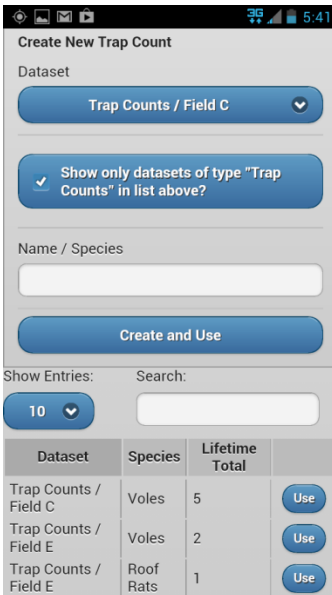 3G 5:41
Create New Trap Count
Dataset
Trap Counts / Field C
Show only datasets of type "Trap
Counts" in list above?
Name / Species
Create and Use
Show Entries: Search:
10
Dataset Species Lifetime
Total
Trap Counts /
Field C Voles 5 Use
Trap Counts /
Field E Voles 2 Use
Trap Counts /
Field E Roof
Rats 1 Use